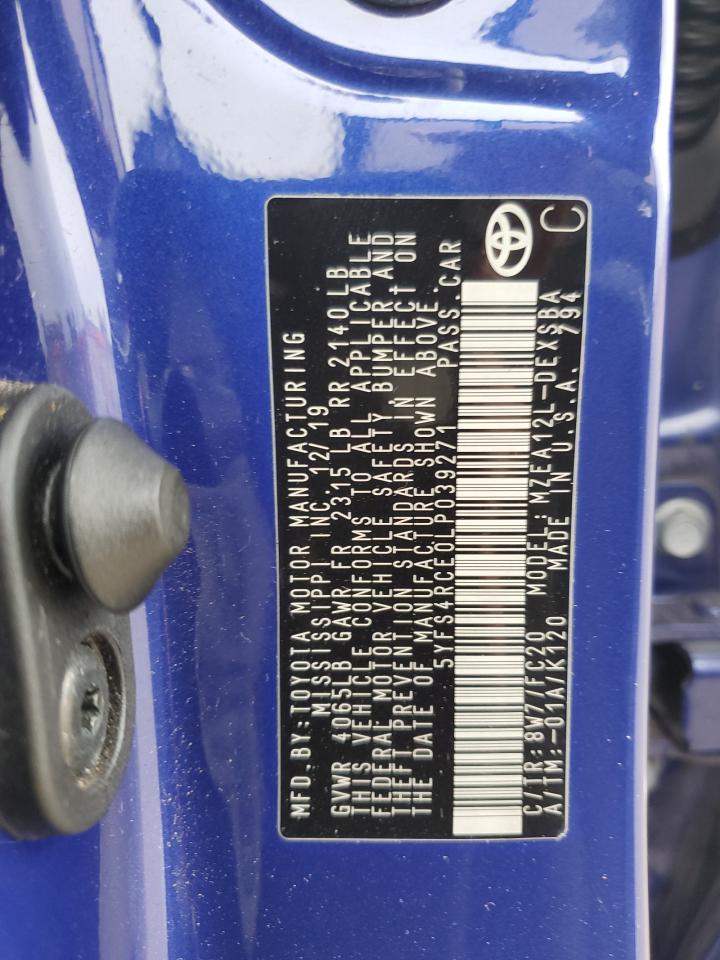 MFD. BY: TOYOTA MOTOR MANUFACTURING
MISSISSIPPI INC. 12/19
GVWR 4065LB GAWR FR 2315 LB RR 2140LB
THIS VEHICLE CONFORMS TO ALL APPLICABLE
FEDERAL MOTOR VEHICLE SAFETY BUMPER AND
THEFT PREVENTION STANDARDS IN EFFECT ON
THE DATE OF MANUFACTURE SHOWN ABOVE.
5YFS4RCE0LP039271 PASS.CAR
C/TR: 8W7/FC20 MODEL: MZEA12L-DEXSBA
A/TM:-01A/K120 MADE IN U.S.A. 794
C